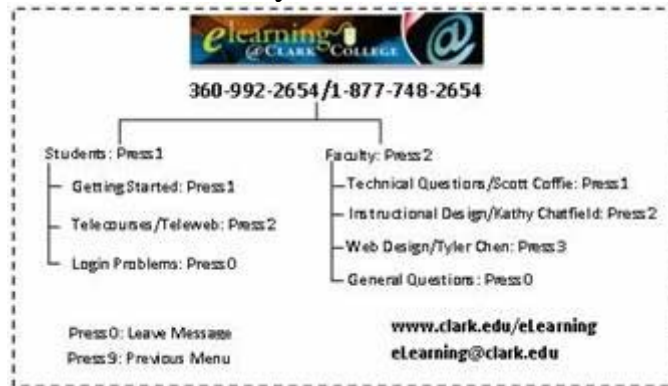 elearning
@CLARK COLLEGE
@
360-992-2654/1-877-748-2654
Students: Press 1
Getting Started: Press 1
Telecourses/Teleweb: Press 2
Login Problems: Press 0
Faculty: Press 2
Technical Questions/Scott Coffie: Press 1
Instructional Design/Kathy Chatfield: Press 2
Web Design/Tyler Chen: Press 3
General Questions: Press 0
Press 0: Leave Message
Press 9: Previous Menu
www.clark.edu/eLearning
eLearning@clark.edu